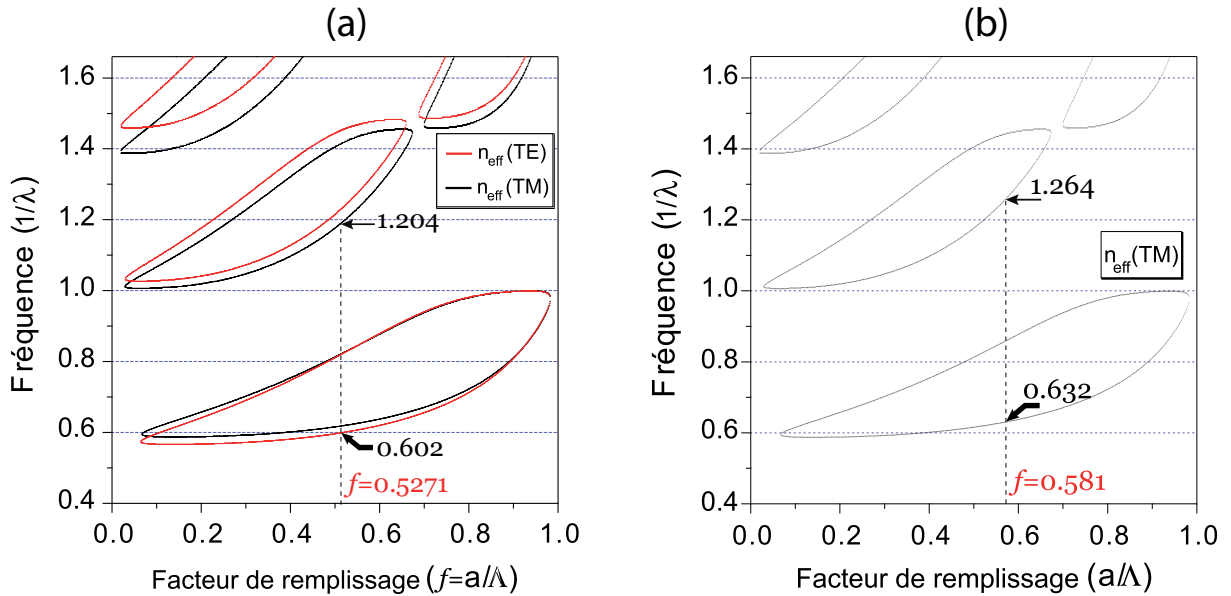 (a)
1.6
1.4
1.2
1.0
0.8
0.6
0.4
Fréquence (1/λ)
n_eff(TE)
n_eff(TM)
1.204
0.602
f=0.5271
0.0 0.2 0.4 0.6 0.8 1.0
Facteur de remplissage (f=a/Λ)
(b)
1.6
1.4
1.2
1.0
0.8
0.6
0.4
Fréquence (1/λ)
1.264
n_eff(TM)
0.632
f=0.581
0.0 0.2 0.4 0.6 0.8 1.0
Facteur de remplissage (a/Λ)